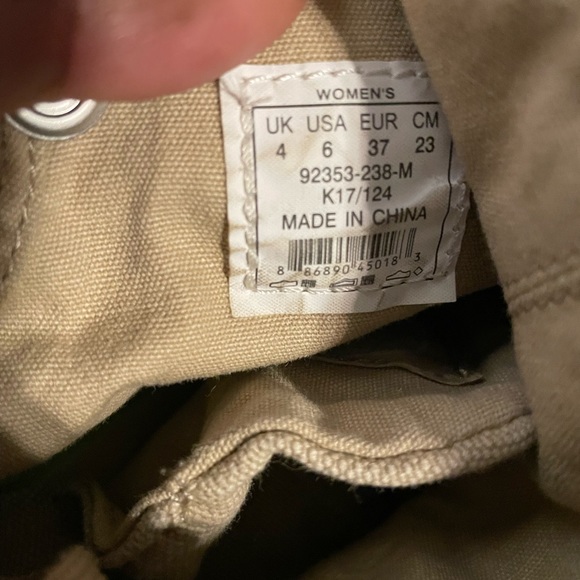 WOMEN'S
UK USA EUR CM
4 6 37 23
92353-238-M
K17/124
MADE IN CHINA
8 86890 45018 3